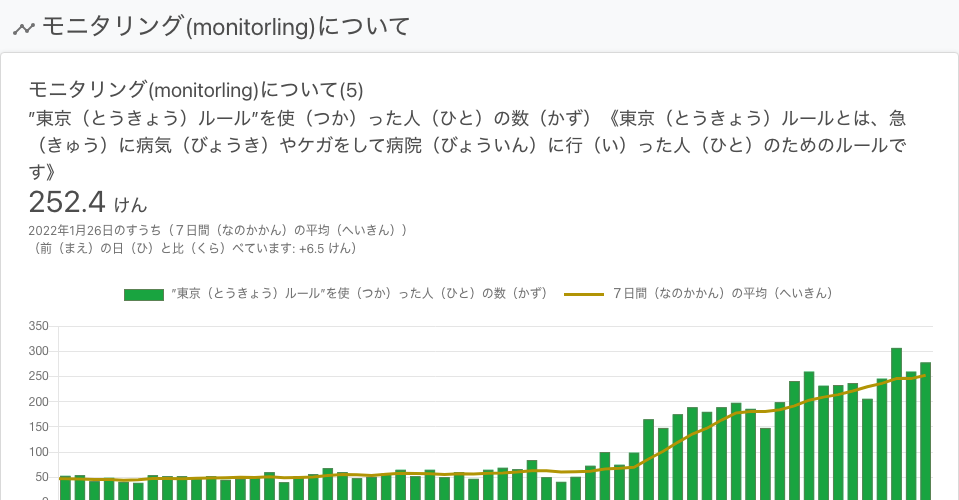 モニタリング(monitorling)について
モニタリング(monitorling)について(5)
”東京（とうきょう）ルール”を使（つか）った人（ひと）の数（かず）《東京（とうきょう）ルールとは、急
（きゅう）に病気（びょうき）やケガをして病院（びょういん）に行（い）った人（ひと）のためのルールで
す》
252.4 けん
2022年1月26日のすうち（７日間（なのかかん）の平均（へいきん））
（前（まえ）の日（ひ）と比（くら）べています: +6.5 けん）
”東京（とうきょう）ルール”を使（つか）った人（ひと）の数（かず） ７日間（なのかかん）の平均（へいきん）
350
300
250
200
150
100
50
0